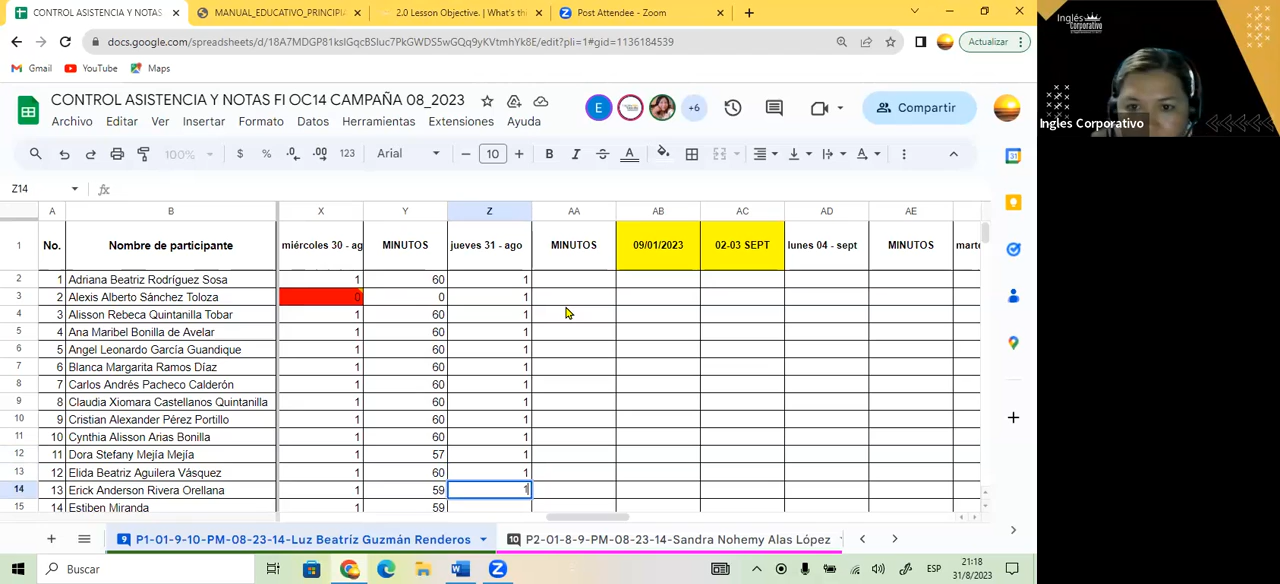 CONTROL ASISTENCIA Y NOTAS
MANUAL_EDUCATIVO_PRINCIPI
2.0 Lesson Objective. | What's th
Post Attendee - Zoom
docs.google.com/spreadsheets/d/18A7MDGP81kslGqcBSluc7PkGWDS5wGQq9yKVtmhYk8E/edit?pli=1#gid=1136184539
Actualizar
Gmail YouTube Maps
CONTROL ASISTENCIA Y NOTAS FI OC14 CAMPAÑA 08_2023
E +6 Compartir
Archivo Editar Ver Insertar Formato Datos Herramientas Extensiones Ayuda
100% $ % .0 .00 123 Arial 10 B I A
Z14 fx
A B X Y Z AA AB AC AD AE
1 No. Nombre de participante miércoles 30 - ag MINUTOS jueves 31 - ago MINUTOS 09/01/2023 02-03 SEPT lunes 04 - sept MINUTOS marte
2 1 Adriana Beatriz Rodríguez Sosa 1 60 1
3 2 Alexis Alberto Sánchez Toloza 0 0 1
4 3 Alisson Rebeca Quintanilla Tobar 1 60 1
5 4 Ana Maribel Bonilla de Avelar 1 60 1
6 5 Angel Leonardo García Guandique 1 60 1
7 6 Blanca Margarita Ramos Díaz 1 60 1
8 7 Carlos Andrés Pacheco Calderón 1 60 1
9 8 Claudia Xiomara Castellanos Quintanilla 1 60 1
10 9 Cristian Alexander Pérez Portillo 1 60 1
11 10 Cynthia Alisson Arias Bonilla 1 60 1
12 11 Dora Stefany Mejía Mejía 1 57 1
13 12 Elida Beatriz Aguilera Vásquez 1 60 1
14 13 Erick Anderson Rivera Orellana 1 59 1
15 14 Estiben Miranda 1 59
9 P1-01-9-10-PM-08-23-14-Luz Beatríz Guzmán Renderos
10 P2-01-8-9-PM-08-23-14-Sandra Nohemy Alas López
Buscar
ESP
21:18
31/8/2023
Inglés
Corporativo
Ingles Corporativo